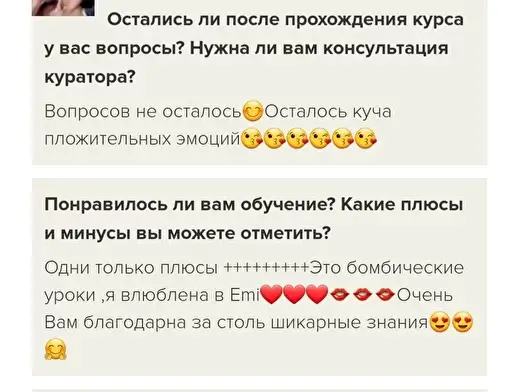 Остались ли после прохождения курса
у вас вопросы? Нужна ли вам консультация
куратора?
Вопросов не осталось😊Осталось куча
пложительных эмоций😘😘😘😘😘😘
Понравилось ли вам обучение? Какие плюсы
и минусы вы можете отметить?
Одни только плюсы +++++++++Это бомбические
уроки ,я влюблена в Emi❤️❤️❤️💋💋💋Очень
Вам благодарна за столь шикарные знания😍😍
🤗